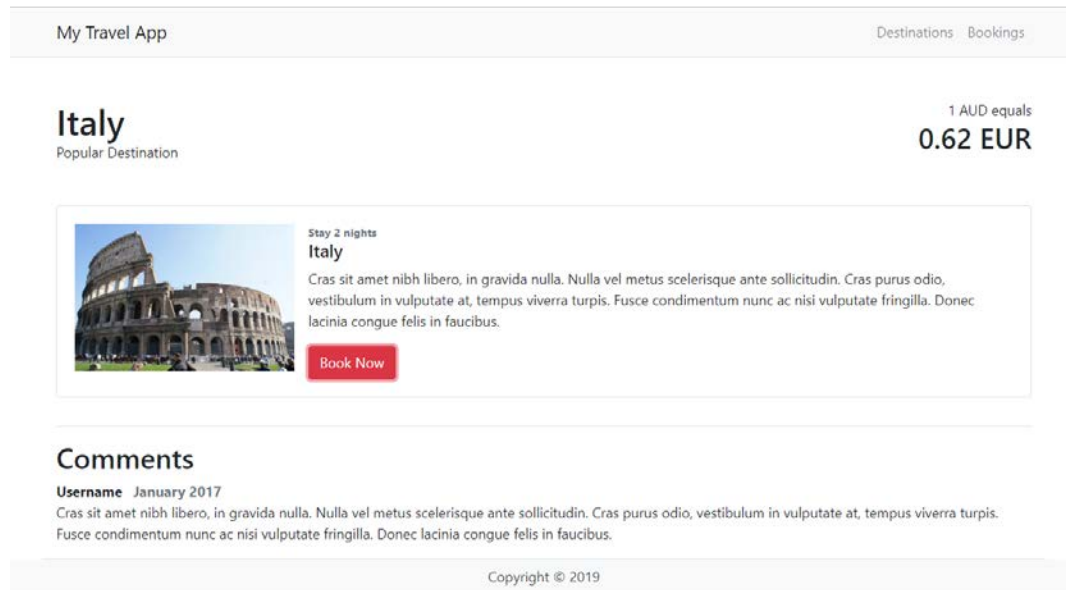 My Travel App
Destinations Bookings
Italy
Popular Destination
1 AUD equals
0.62 EUR
Stay 2 nights
Italy
Cras sit amet nibh libero, in gravida nulla. Nulla vel metus scelerisque ante sollicitudin. Cras purus odio,
vestibulum in vulputate at, tempus viverra turpis. Fusce condimentum nunc ac nisi vulputate fringilla. Donec
lacinia congue felis in faucibus.
Book Now
Comments
Username January 2017
Cras sit amet nibh libero, in gravida nulla. Nulla vel metus scelerisque ante sollicitudin. Cras purus odio, vestibulum in vulputate at, tempus viverra turpis.
Fusce condimentum nunc ac nisi vulputate fringilla. Donec lacinia congue felis in faucibus.
Copyright © 2019